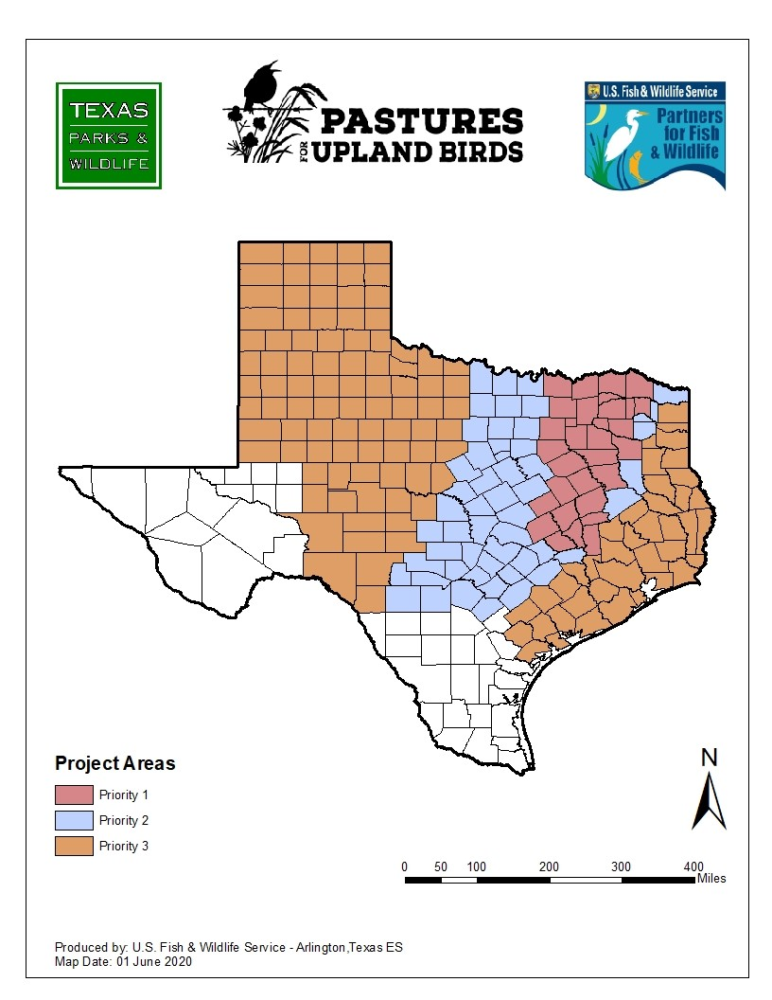 TEXAS
PARKS &
WILDLIFE
PASTURES
FOR UPLAND BIRDS
U.S. Fish & Wildlife Service
Partners
for Fish
& Wildlife
Project Areas
Priority 1
Priority 2
Priority 3
N
0 50 100 200 300 400
Miles
Produced by: U.S. Fish & Wildlife Service - Arlington,Texas ES
Map Date: 01 June 2020